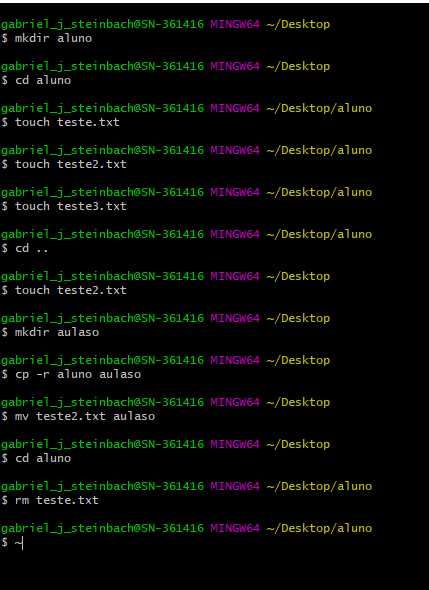 gabriel_j_steinbach@SN-361416 MINGW64 ~/Desktop
$ mkdir aluno
gabriel_j_steinbach@SN-361416 MINGW64 ~/Desktop
$ cd aluno
gabriel_j_steinbach@SN-361416 MINGW64 ~/Desktop/aluno
$ touch teste.txt
gabriel_j_steinbach@SN-361416 MINGW64 ~/Desktop/aluno
$ touch teste2.txt
gabriel_j_steinbach@SN-361416 MINGW64 ~/Desktop/aluno
$ touch teste3.txt
gabriel_j_steinbach@SN-361416 MINGW64 ~/Desktop/aluno
$ cd ..
gabriel_j_steinbach@SN-361416 MINGW64 ~/Desktop
$ touch teste2.txt
gabriel_j_steinbach@SN-361416 MINGW64 ~/Desktop
$ mkdir aulaso
gabriel_j_steinbach@SN-361416 MINGW64 ~/Desktop
$ cp -r aluno aulaso
gabriel_j_steinbach@SN-361416 MINGW64 ~/Desktop
$ mv teste2.txt aulaso
gabriel_j_steinbach@SN-361416 MINGW64 ~/Desktop
$ cd aluno
gabriel_j_steinbach@SN-361416 MINGW64 ~/Desktop/aluno
$ rm teste.txt
gabriel_j_steinbach@SN-361416 MINGW64 ~/Desktop/aluno
$ ~